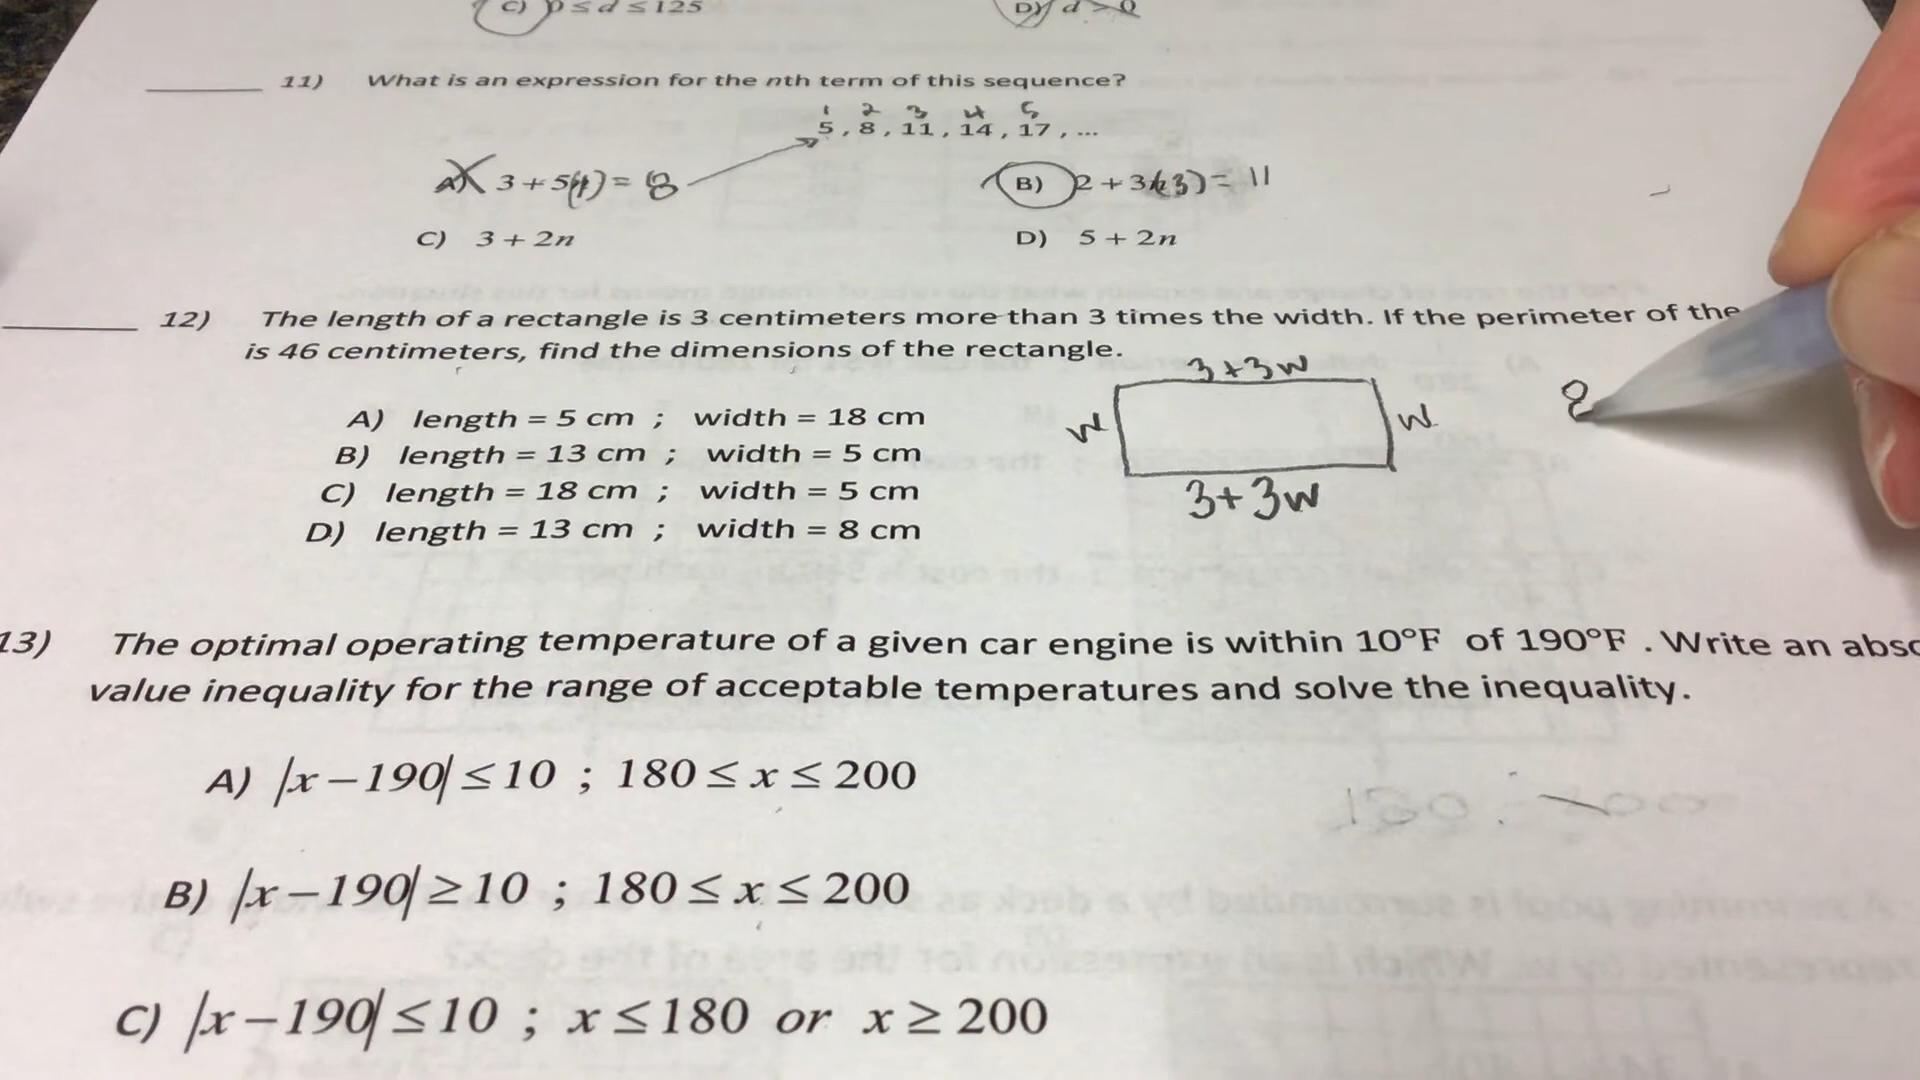 C) 0 ≤ d ≤ 125 D) d > 0
11) What is an expression for the nth term of this sequence?
1 2 3 4 5
5 , 8 , 11 , 14 , 17 , ...
A) 3 + 5(1) = 8 B) 2 + 3(3) = 11
C) 3 + 2n D) 5 + 2n
12) The length of a rectangle is 3 centimeters more than 3 times the width. If the perimeter of the
is 46 centimeters, find the dimensions of the rectangle.
3+3w
A) length = 5 cm ; width = 18 cm
w w 8
B) length = 13 cm ; width = 5 cm
C) length = 18 cm ; width = 5 cm
3+3w
D) length = 13 cm ; width = 8 cm
13) The optimal operating temperature of a given car engine is within 10°F of 190°F . Write an abso
value inequality for the range of acceptable temperatures and solve the inequality.
A) |x − 190| ≤ 10 ; 180 ≤ x ≤ 200
B) |x − 190| ≥ 10 ; 180 ≤ x ≤ 200
C) |x − 190| ≤ 10 ; x ≤ 180 or x ≥ 200